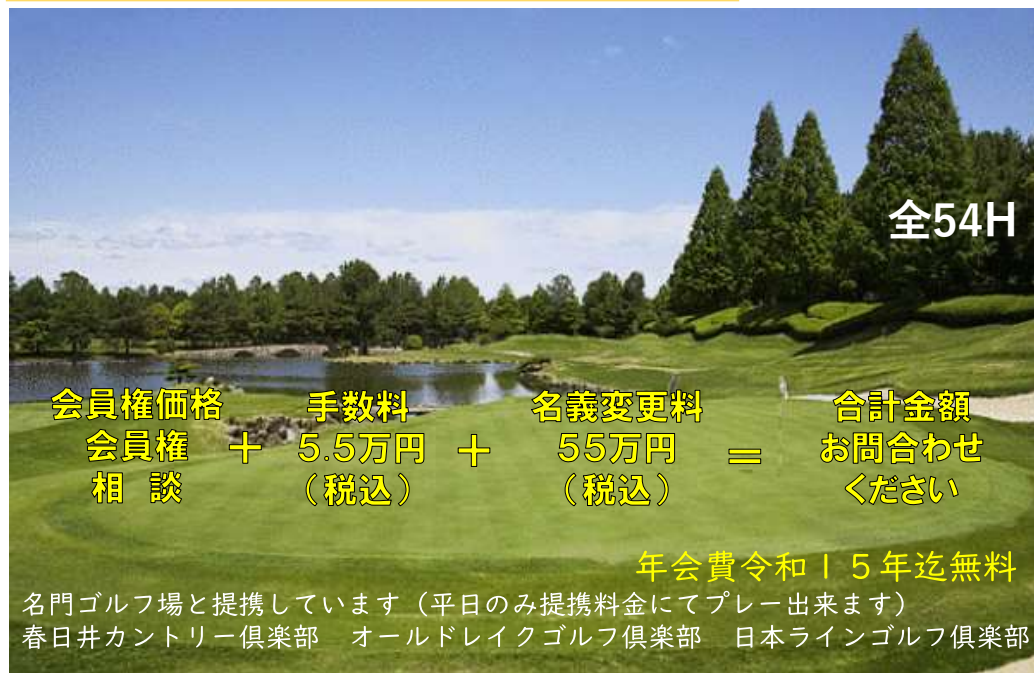 全54H
会員権価格 手数料 名義変更料 合計金額
会員権 + 5.5万円 + 55万円 = お問合わせ
相 談 (税込) (税込) ください
年会費令和15年迄無料
名門ゴルフ場と提携しています(平日のみ提携料金にてプレー出来ます)
春日井カントリー倶楽部 オールドレイクゴルフ倶楽部 日本ラインゴルフ倶楽部